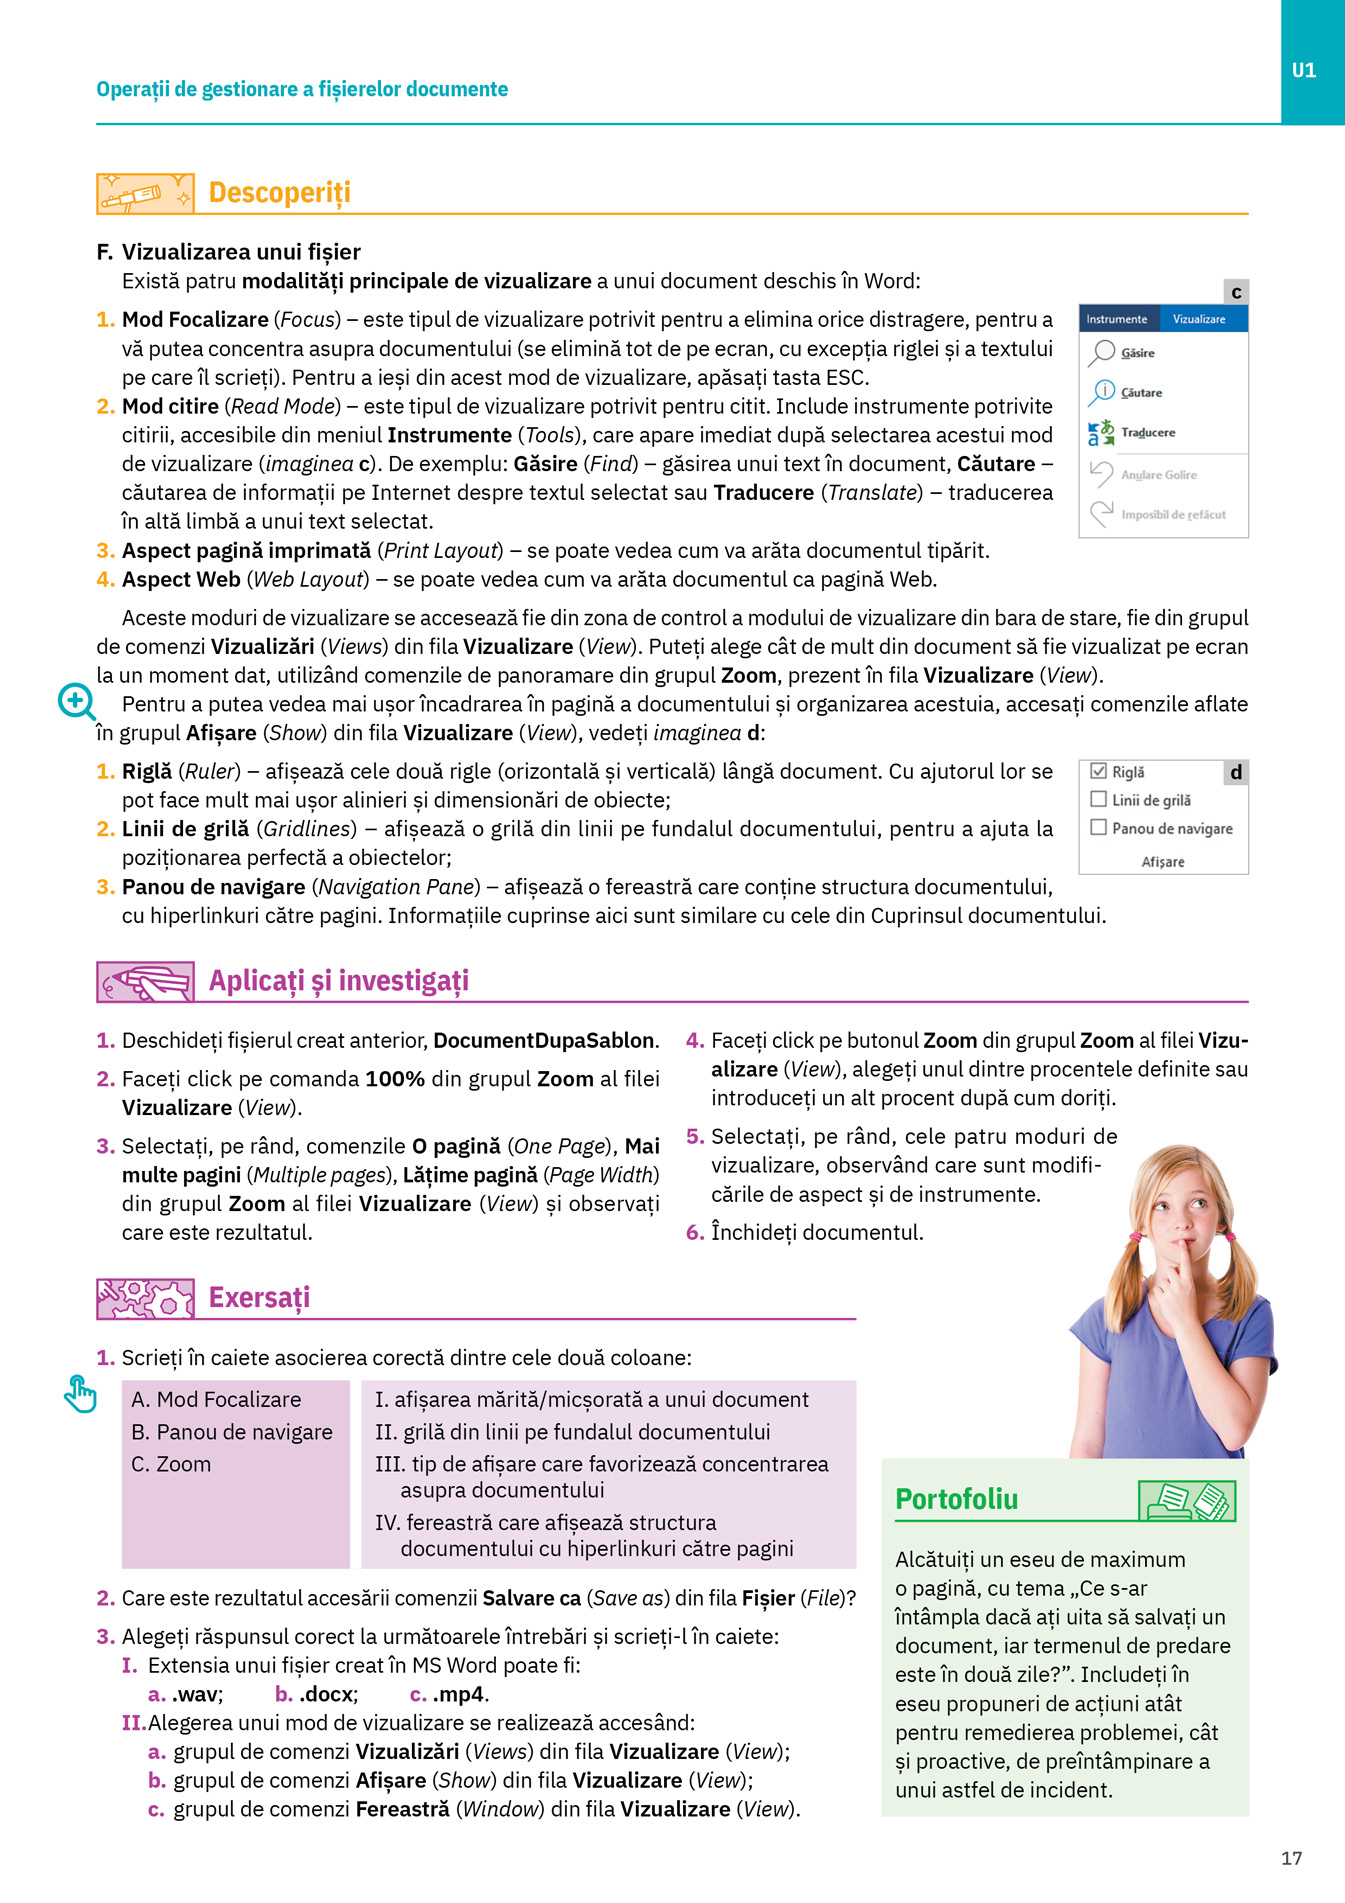 U1
Operații de gestionare a fișierelor documente
Descoperiți
F. Vizualizarea unui fișier
Există patru modalități principale de vizualizare a unui document deschis în Word:
1. Mod Focalizare (Focus) – este tipul de vizualizare potrivit pentru a elimina orice distragere, pentru a
vă putea concentra asupra documentului (se elimină tot de pe ecran, cu excepția riglei și a textului
pe care îl scrieți). Pentru a ieși din acest mod de vizualizare, apăsați tasta ESC.
2. Mod citire (Read Mode) – este tipul de vizualizare potrivit pentru citit. Include instrumente potrivite
citirii, accesibile din meniul Instrumente (Tools), care apare imediat după selectarea acestui mod
de vizualizare (imaginea c). De exemplu: Găsire (Find) – găsirea unui text în document, Căutare –
căutarea de informații pe Internet despre textul selectat sau Traducere (Translate) – traducerea
în altă limbă a unui text selectat.
3. Aspect pagină imprimată (Print Layout) – se poate vedea cum va arăta documentul tipărit.
4. Aspect Web (Web Layout) – se poate vedea cum va arăta documentul ca pagină Web.
c
Instrumente Vizualizare
Găsire
Căutare
Traducere
Anulare Golire
Imposibil de refăcut
Aceste moduri de vizualizare se accesează fie din zona de control a modului de vizualizare din bara de stare, fie din grupul
de comenzi Vizualizări (Views) din fila Vizualizare (View). Puteți alege cât de mult din document să fie vizualizat pe ecran
la un moment dat, utilizând comenzile de panoramare din grupul Zoom, prezent în fila Vizualizare (View).
Pentru a putea vedea mai ușor încadrarea în pagină a documentului și organizarea acestuia, accesați comenzile aflate
în grupul Afișare (Show) din fila Vizualizare (View), vedeți imaginea d:
1. Riglă (Ruler) – afișează cele două rigle (orizontală și verticală) lângă document. Cu ajutorul lor se
pot face mult mai ușor alinieri și dimensionări de obiecte;
2. Linii de grilă (Gridlines) – afișează o grilă din linii pe fundalul documentului, pentru a ajuta la
poziționarea perfectă a obiectelor;
3. Panou de navigare (Navigation Pane) – afișează o fereastră care conține structura documentului,
cu hiperlinkuri către pagini. Informațiile cuprinse aici sunt similare cu cele din Cuprinsul documentului.
Riglă d
Linii de grilă
Panou de navigare
Afișare
Aplicați și investigați
1. Deschideți fișierul creat anterior, DocumentDupaSablon.
2. Faceți click pe comanda 100% din grupul Zoom al filei
Vizualizare (View).
3. Selectați, pe rând, comenzile O pagină (One Page), Mai
multe pagini (Multiple pages), Lățime pagină (Page Width)
din grupul Zoom al filei Vizualizare (View) și observați
care este rezultatul.
4. Faceți click pe butonul Zoom din grupul Zoom al filei Vizu-
alizare (View), alegeți unul dintre procentele definite sau
introduceți un alt procent după cum doriți.
5. Selectați, pe rând, cele patru moduri de
vizualizare, observând care sunt modifi-
cările de aspect și de instrumente.
6. Închideți documentul.
Exersați
1. Scrieți în caiete asocierea corectă dintre cele două coloane:
A. Mod Focalizare
B. Panou de navigare
C. Zoom
I. afișarea mărită/micșorată a unui document
II. grilă din linii pe fundalul documentului
III. tip de afișare care favorizează concentrarea
asupra documentului
IV. fereastră care afișează structura
documentului cu hiperlinkuri către pagini
2. Care este rezultatul accesării comenzii Salvare ca (Save as) din fila Fișier (File)?
3. Alegeți răspunsul corect la următoarele întrebări și scrieți-l în caiete:
I. Extensia unui fișier creat în MS Word poate fi:
a. .wav; b. .docx; c. .mp4.
II.Alegerea unui mod de vizualizare se realizează accesând:
a. grupul de comenzi Vizualizări (Views) din fila Vizualizare (View);
b. grupul de comenzi Afișare (Show) din fila Vizualizare (View);
c. grupul de comenzi Fereastră (Window) din fila Vizualizare (View).
Portofoliu
Alcătuiți un eseu de maximum
o pagină, cu tema „Ce s-ar
întâmpla dacă ați uita să salvați un
document, iar termenul de predare
este în două zile?”. Includeți în
eseu propuneri de acțiuni atât
pentru remedierea problemei, cât
și proactive, de preîntâmpinare a
unui astfel de incident.
17